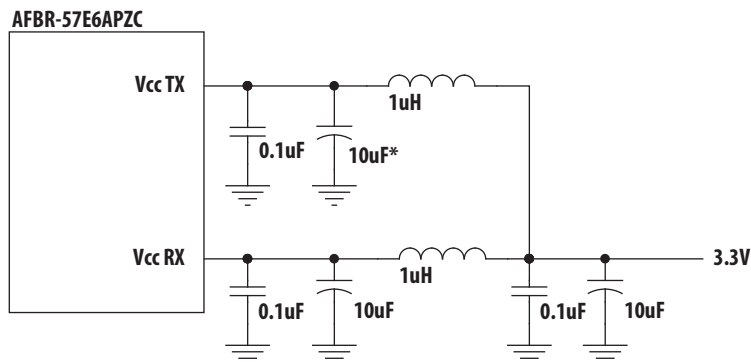 AFBR-57E6APZC
Vcc TX
1uH
0.1uF
10uF*
Vcc RX
3.3V
1uH
0.1uF
10uF
0.1uF
10uF